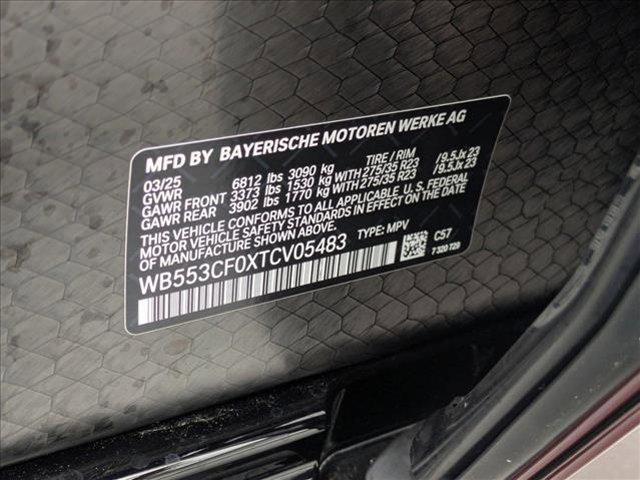 MFD BY BAYERISCHE MOTOREN WERKE AG
03/25 TIRE / RIM
GVWR 6812 lbs 3090 kg
GAWR FRONT 3373 lbs 1530 kg WITH 275/35 R23 /9.5Jx23
GAWR REAR 3902 lbs 1770 kg WITH 275/35 R23 /9.5Jx23
THIS VEHICLE CONFORMS TO ALL APPLICABLE U.S. FEDERAL
MOTOR VEHICLE SAFETY STANDARDS IN EFFECT ON THE DATE
OF MANUFACTURE SHOWN ABOVE.
WB553CF0XTCV05483 TYPE: MPV C57
7 320 729